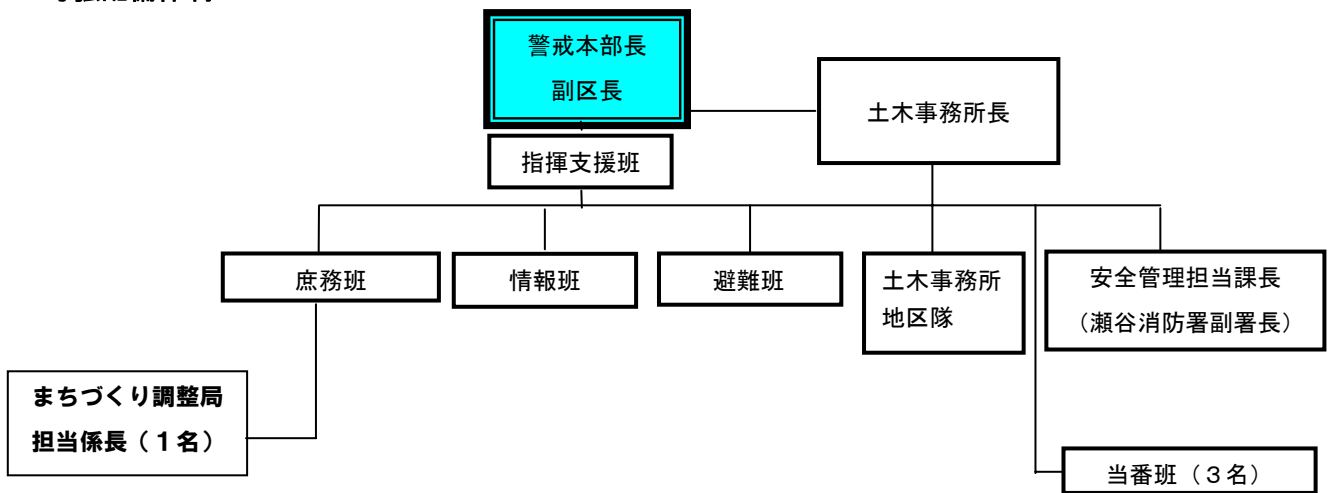 警戒本部長
副区長
土木事務所長
指揮支援班
庶務班
情報班
避難班
土木事務所
地区隊
安全管理担当課長
（瀬谷消防署副署長）
まちづくり調整局
担当係長（１名）
当番班（３名）